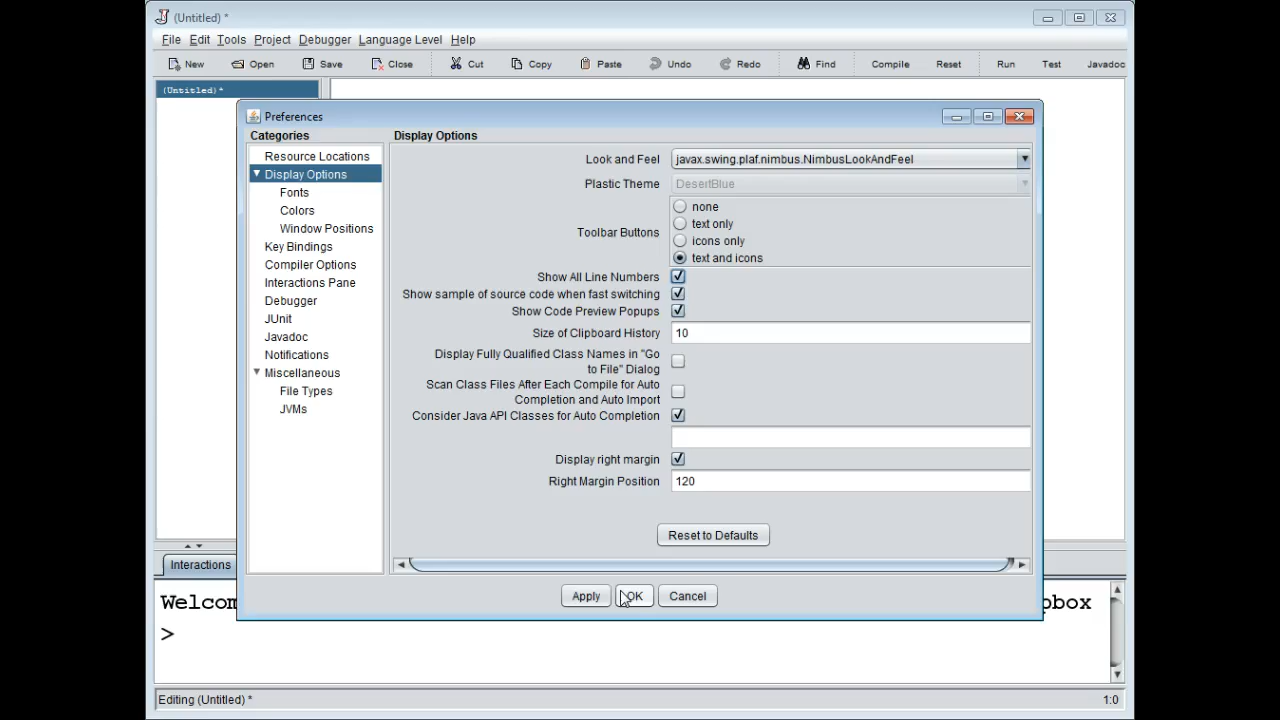 (Untitled) *
File Edit Tools Project Debugger Language Level Help
New Open Save Close Cut Copy Paste Undo Redo Find Compile Reset Run Test Javadoc
(Untitled) *
Preferences
Categories
Resource Locations
Display Options
Fonts
Colors
Window Positions
Key Bindings
Compiler Options
Interactions Pane
Debugger
JUnit
Javadoc
Notifications
Miscellaneous
File Types
JVMs
Display Options
Look and Feel javax.swing.plaf.nimbus.NimbusLookAndFeel
Plastic Theme DesertBlue
Toolbar Buttons
none
text only
icons only
text and icons
Show All Line Numbers
Show sample of source code when fast switching
Show Code Preview Popups
Size of Clipboard History 10
Display Fully Qualified Class Names in "Go
to File" Dialog
Scan Class Files After Each Compile for Auto
Completion and Auto Import
Consider Java API Classes for Auto Completion
Display right margin
Right Margin Position 120
Reset to Defaults
Apply OK Cancel
Interactions
Welcom pbox
>
Editing (Untitled) * 1:0